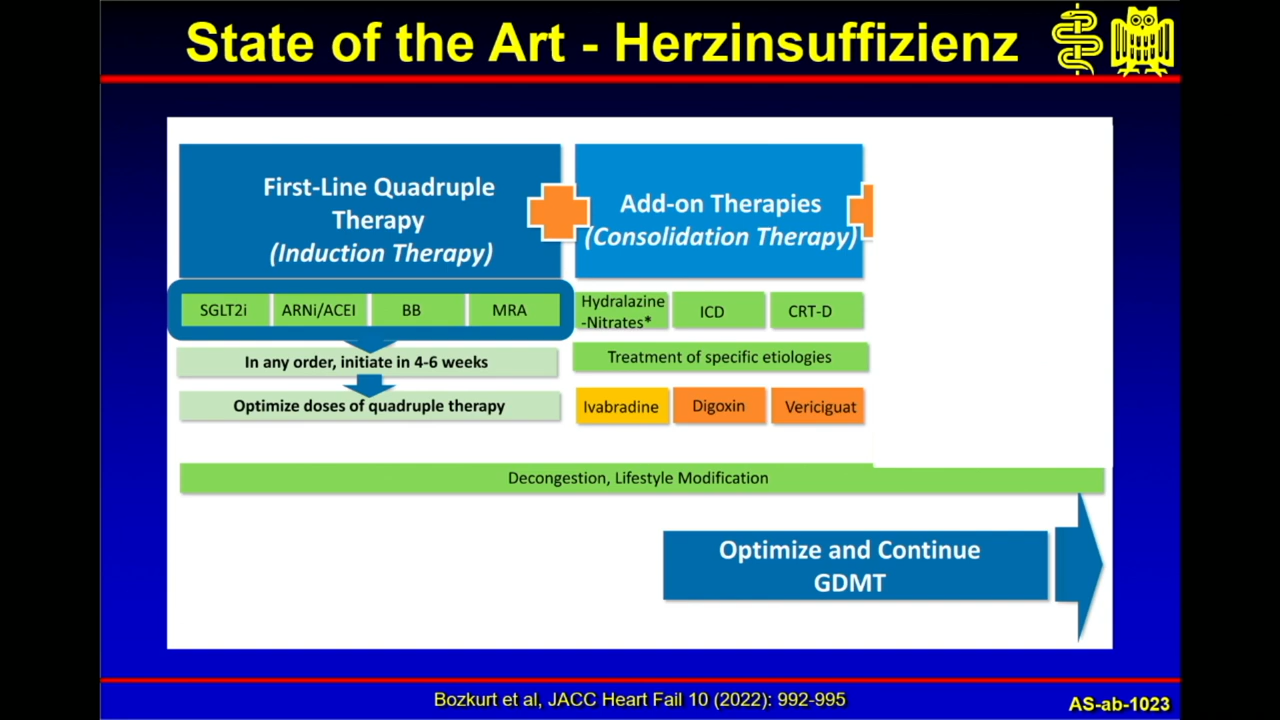 State of the Art - Herzinsuffizienz
First-Line Quadruple
Therapy
(Induction Therapy)
Add-on Therapies
(Consolidation Therapy)
SGLT2i
ARNi/ACEI
BB
MRA
Hydralazine
-Nitrates*
ICD
CRT-D
In any order, initiate in 4-6 weeks
Treatment of specific etiologies
Optimize doses of quadruple therapy
Ivabradine
Digoxin
Vericiguat
Decongestion, Lifestyle Modification
Optimize and Continue
GDMT
Bozkurt et al, JACC Heart Fail 10 (2022): 992-995
AS-ab-1023